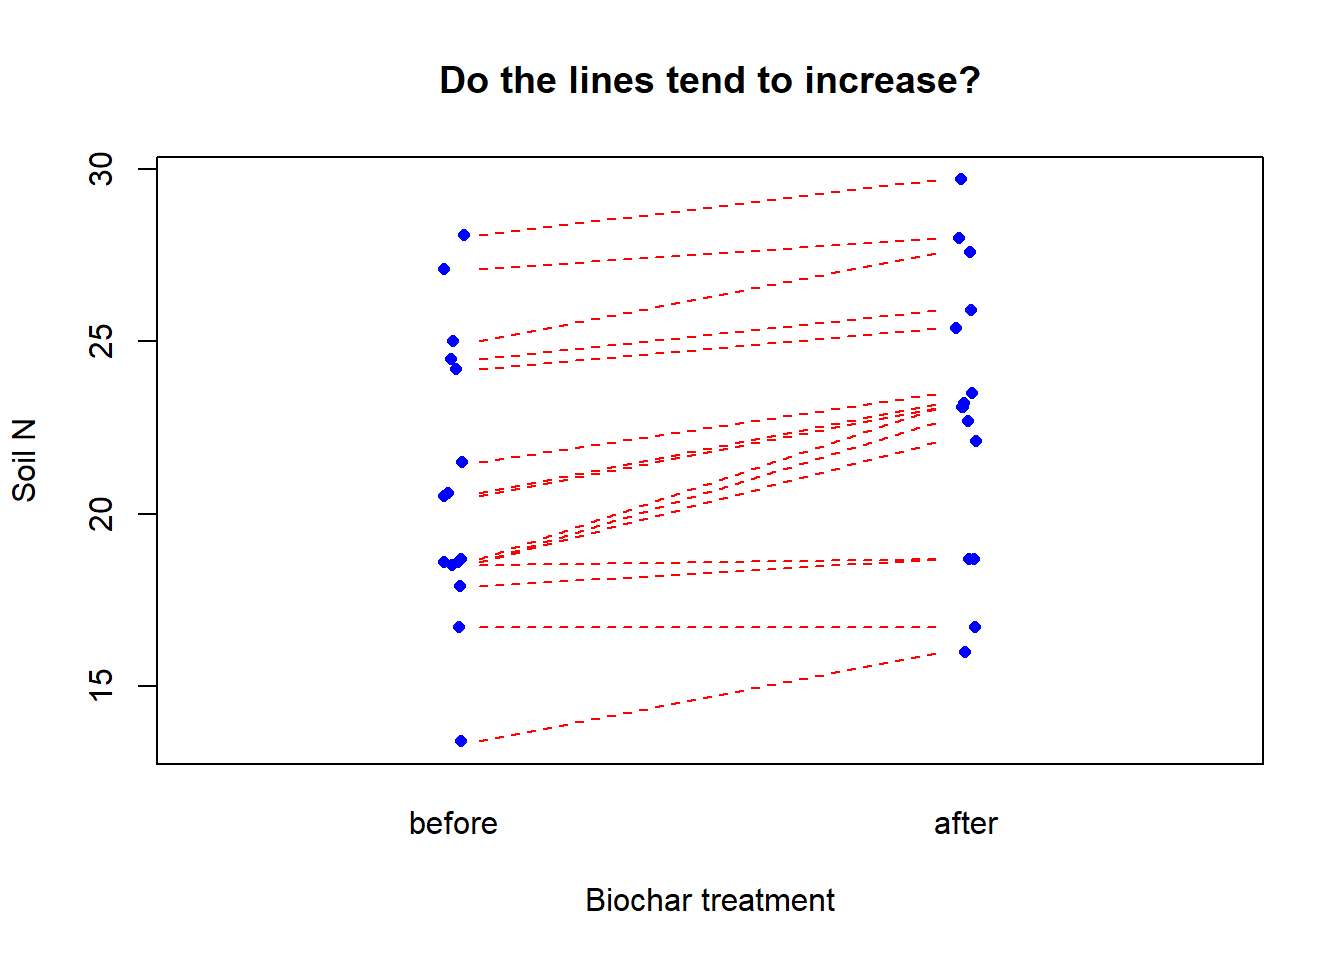 Do the lines tend to increase?
30
25
20
15
Soil N
before after
Biochar treatment